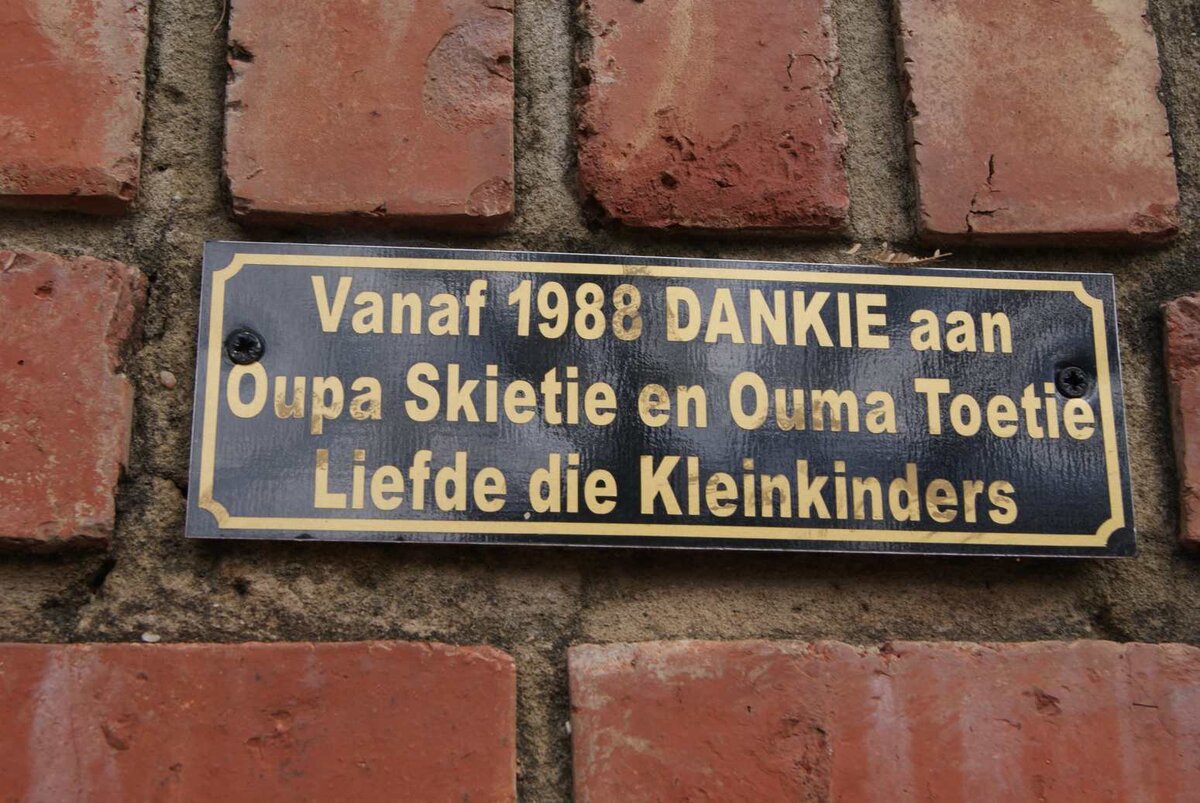 Vanaf 1988 DANKIE aan
Oupa Skietie en Ouma Toetie
Liefde die Kleinkinders